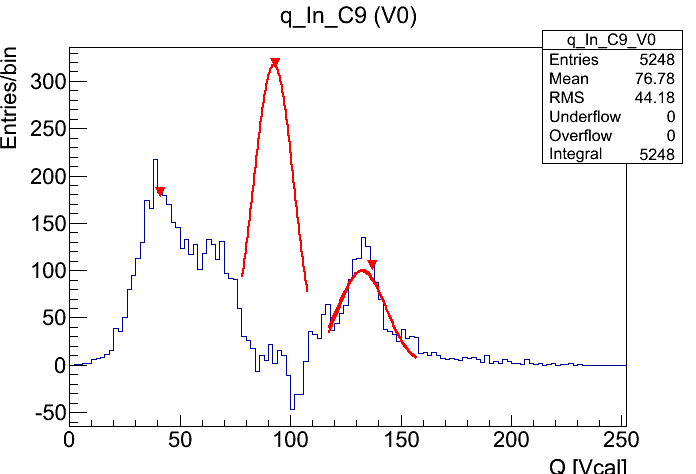 q_In_C9 (V0)
q_In_C9_V0
Entries 5248
Mean 76.78
RMS 44.18
Underflow 0
Overflow 0
Integral 5248
Entries/bin
300
250
200
150
100
50
0
-50
0 50 100 150 200 250
Q [Vcal]